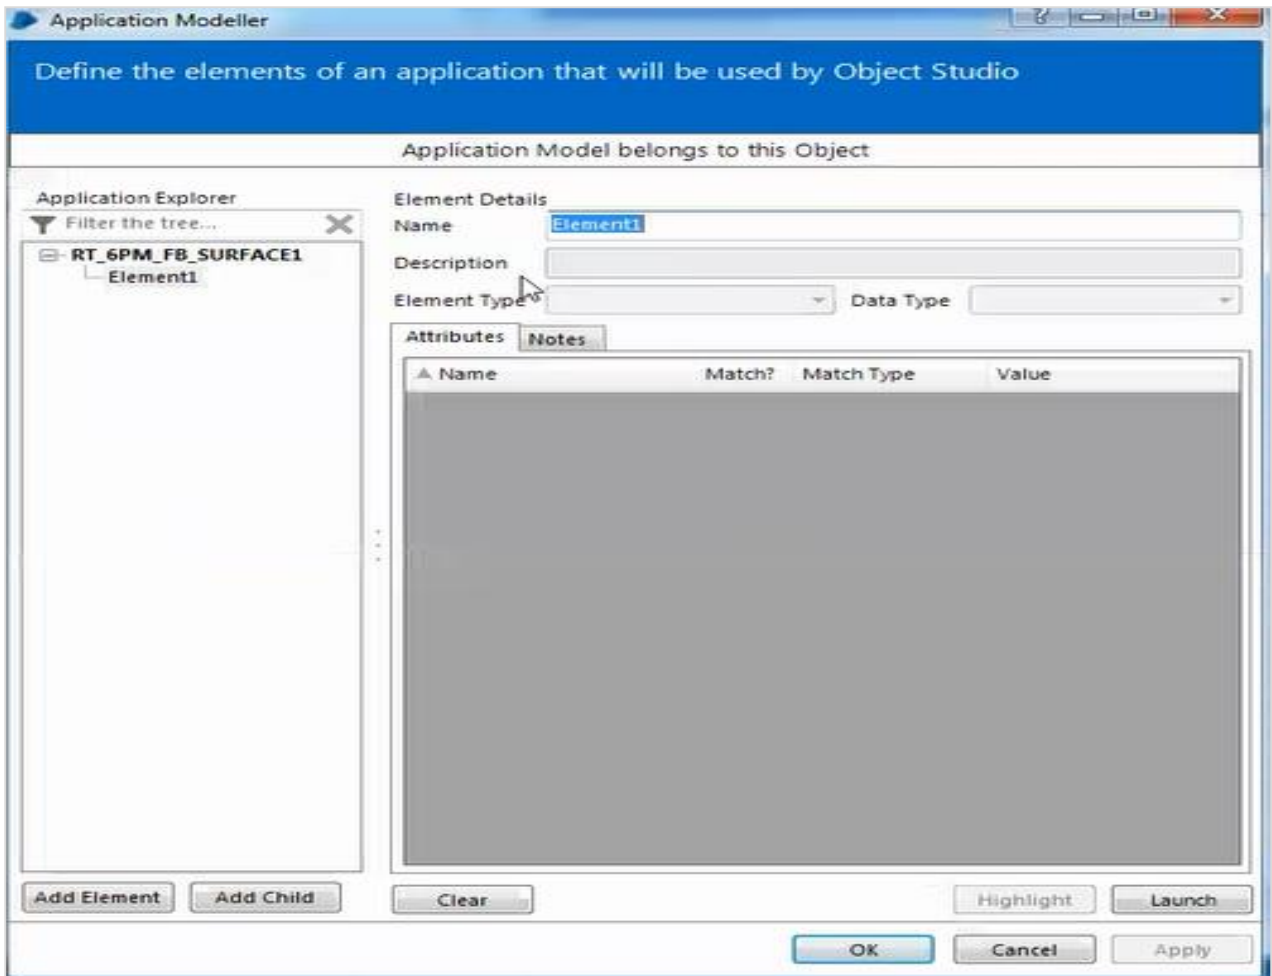 Application Modeller
Define the elements of an application that will be used by Object Studio
Application Model belongs to this Object
Application Explorer
Filter the tree...
RT_6PM_FB_SURFACE1
Element1
Element Details
Name Element1
Description
Element Type Data Type
Attributes Notes
Name Match? Match Type Value
Add Element Add Child Clear Highlight Launch
OK Cancel Apply